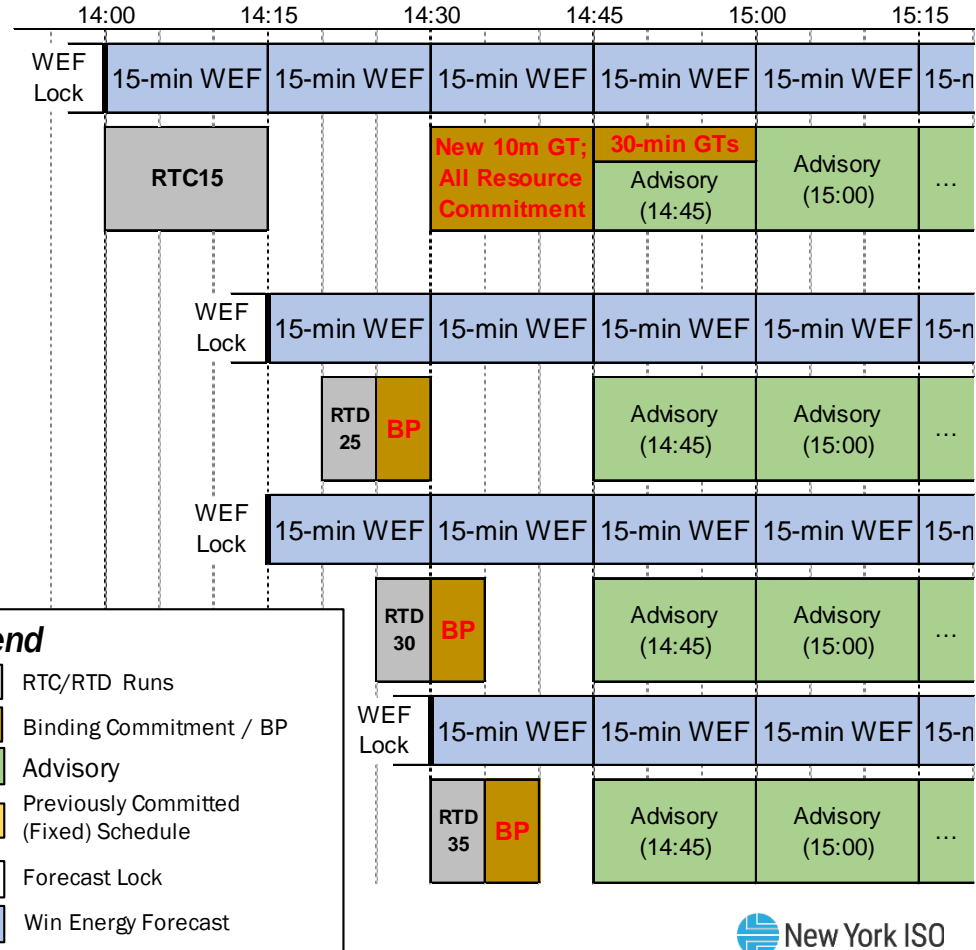 14:00 14:15 14:30 14:45 15:00 15:15
WEF
Lock
15-min WEF 15-min WEF 15-min WEF 15-min WEF 15-min WEF 15-n
RTC15
New 10m GT;
All Resource
Commitment
30-min GTs
Advisory
(14:45)
Advisory
(15:00)
...
WEF
Lock
15-min WEF 15-min WEF 15-min WEF 15-min WEF 15-n
RTD
25
BP
Advisory
(14:45)
Advisory
(15:00)
...
WEF
Lock
15-min WEF 15-min WEF 15-min WEF 15-min WEF 15-n
RTD
30
BP
Advisory
(14:45)
Advisory
(15:00)
...
WEF
Lock
15-min WEF 15-min WEF 15-n
RTD
35
BP
Advisory
(14:45)
Advisory
(15:00)
...
end
RTC/RTD Runs
Binding Commitment / BP
Advisory
Previously Committed
(Fixed) Schedule
Forecast Lock
Win Energy Forecast
New York ISO